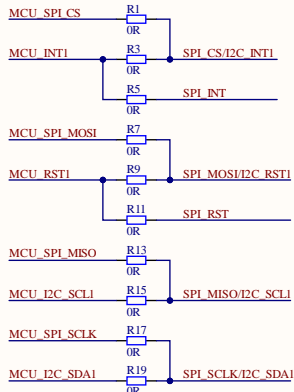 MCU_SPI_CS R1
0R
MCU_INT1 R3 SPI_CS/I2C_INT1
0R
R5 SPI_INT
0R
MCU_SPI_MOSI R7
0R
MCU_RST1 R9 SPI_MOSI/I2C_RST1
0R
R11 SPI_RST
0R
MCU_SPI_MISO R13
0R
MCU_I2C_SCL1 R15 SPI_MISO/I2C_SCL1
0R
MCU_SPI_SCLK R17
0R
MCU_I2C_SDA1 R19 SPI_SCLK/I2C_SDA1
0R